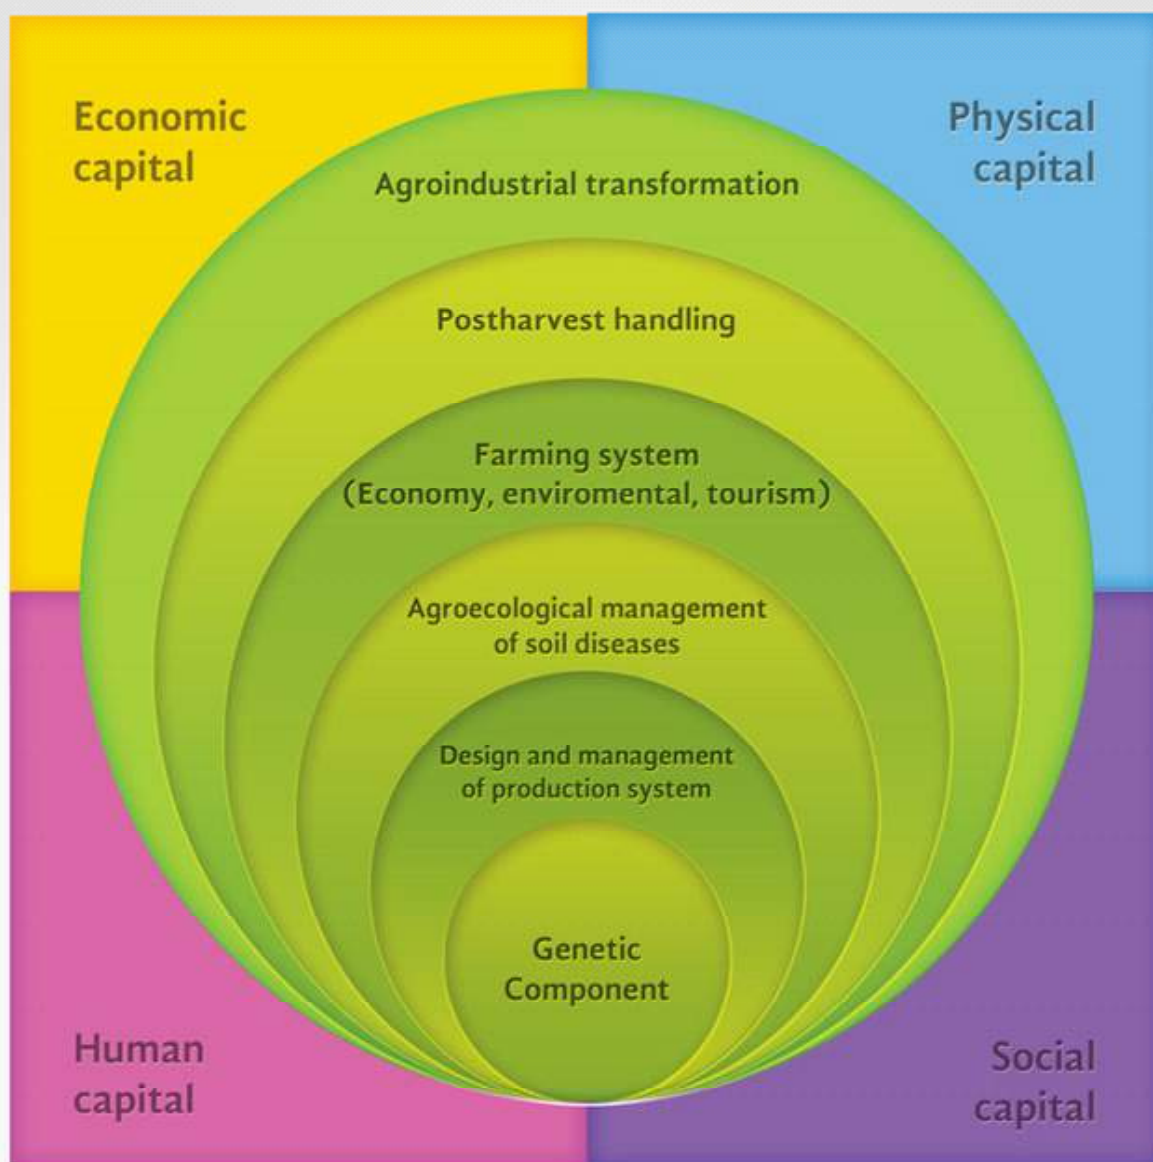 Economic
capital
Physical
capital
Agroindustrial transformation
Postharvest handling
Farming system
(Economy, enviromental, tourism)
Agroecological management
of soil diseases
Design and management
of production system
Genetic
Component
Human
capital
Social
capital